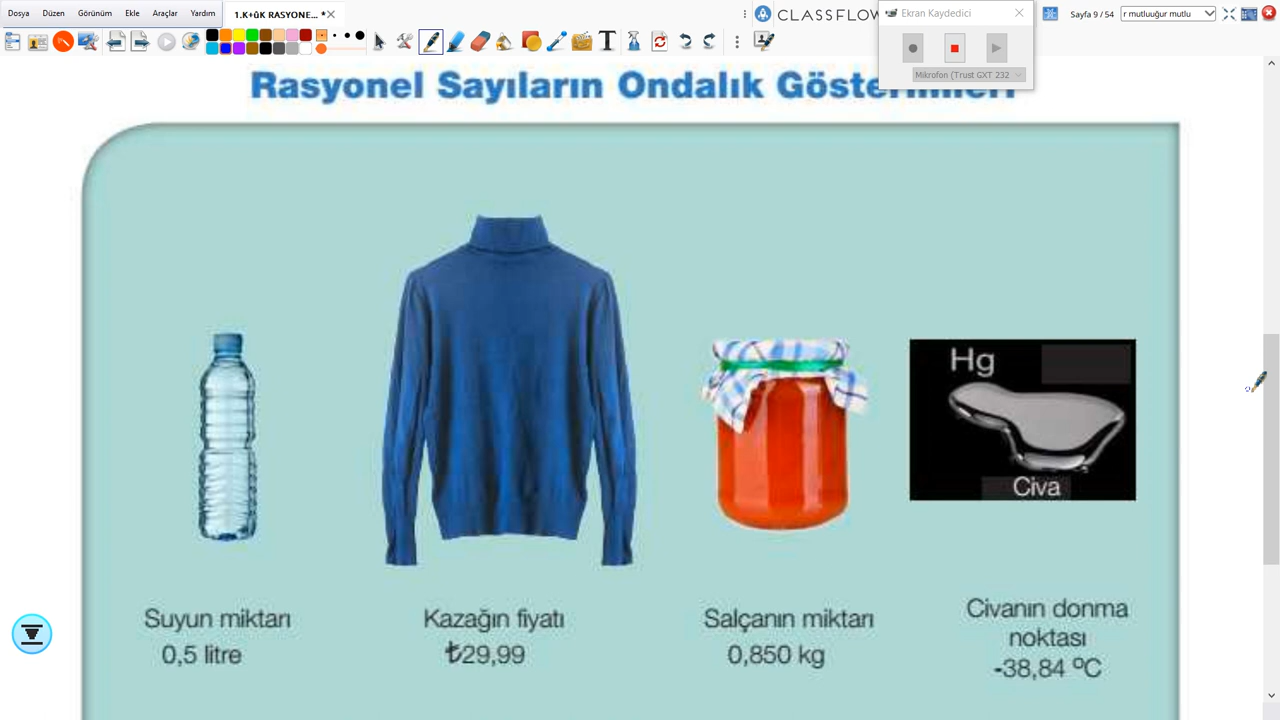 Dosya Düzen Görünüm Ekle Araçlar Yardım
1.K+ûK RASYONE... *
CLASSFLOW
Ekran Kaydedici
Sayfa 9 / 54
r mutluuğur mutlu
Mikrofon (Trust GXT 232
Rasyonel Sayıların Ondalık Gösterimleri
Hg
Civa
Suyun miktarı
0,5 litre
Kazağın fiyatı
₺29,99
Salçanın miktarı
0,850 kg
Civanın donma
noktası
-38,84 ºC